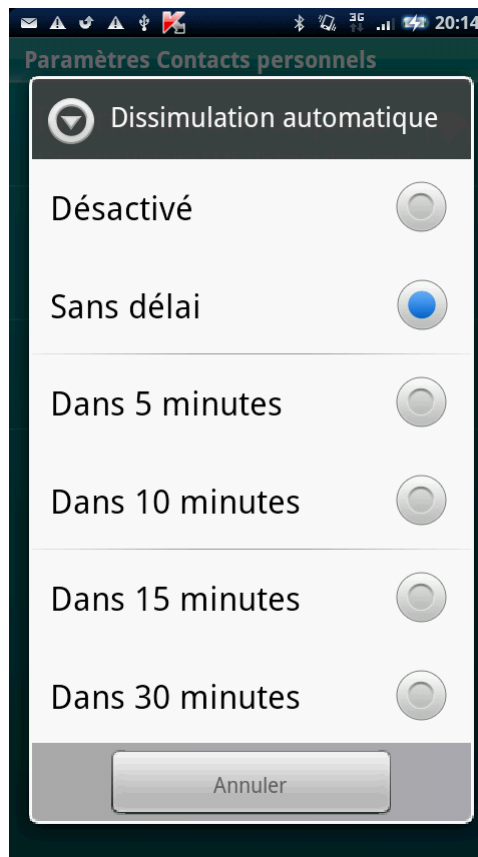 3G 20:14
Paramètres Contacts personnels
Dissimulation automatique
Désactivé
Sans délai
Dans 5 minutes
Dans 10 minutes
Dans 15 minutes
Dans 30 minutes
Annuler